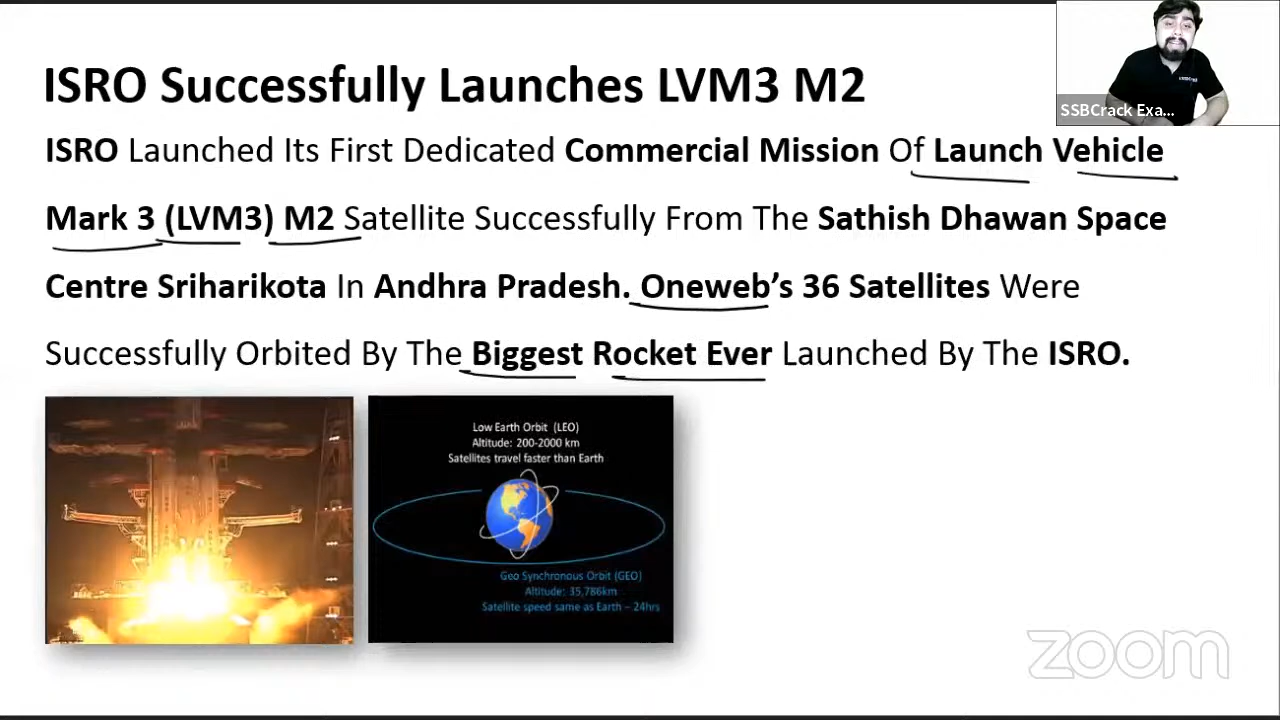 ISRO Successfully Launches LVM3 M2
SSBCrack Exa...
ISRO Launched Its First Dedicated Commercial Mission Of Launch Vehicle
Mark 3 (LVM3) M2 Satellite Successfully From The Sathish Dhawan Space
Centre Sriharikota In Andhra Pradesh. Oneweb's 36 Satellites Were
Successfully Orbited By The Biggest Rocket Ever Launched By The ISRO.
Low Earth Orbit (LEO)
Altitude: 200-2000 km
Satellites travel faster than Earth
Geo Synchronous Orbit (GEO)
Altitude: 35,786km
Satellite speed same as Earth – 24hrs
zoom